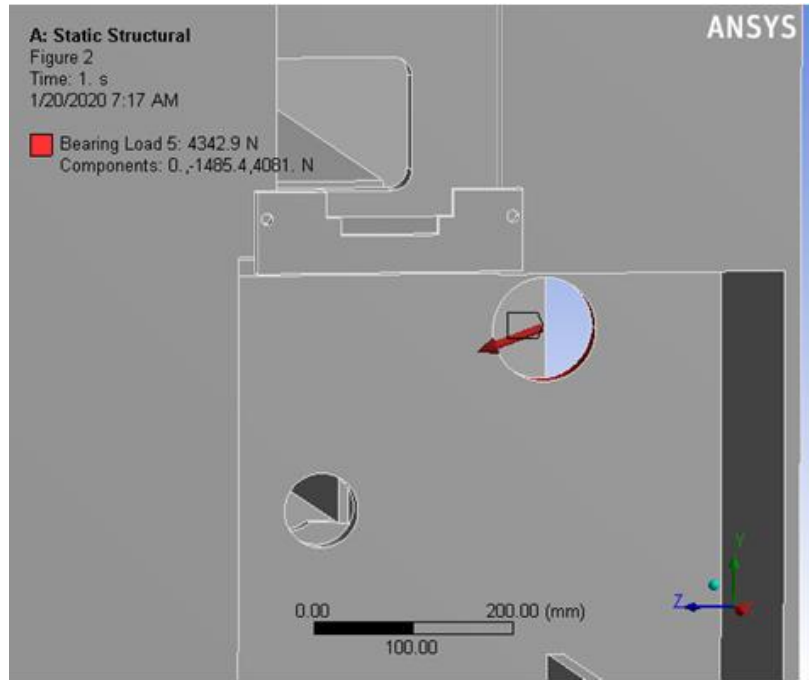 ANSYS
A: Static Structural
Figure 2
Time: 1. s
1/20/2020 7:17 AM
Bearing Load 5: 4342.9 N
Components: 0.,-1485.4,4081. N
0.00 200.00 (mm)
100.00
Y
Z